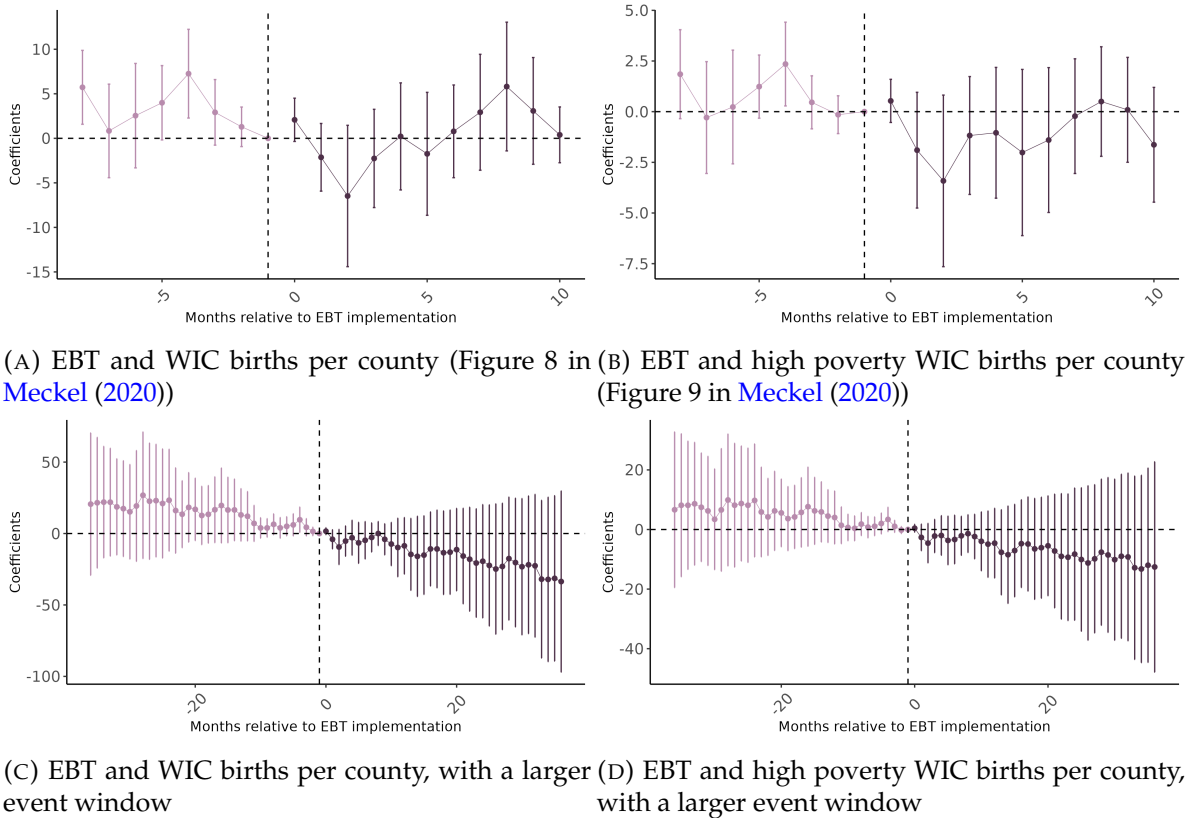 10
5
0
-5
-10
-15
Coefficients
-5
0
5
10
Months relative to EBT implementation
5.0
2.5
0.0
-2.5
-5.0
-7.5
Coefficients
-5
0
5
10
Months relative to EBT implementation
(A) EBT and WIC births per county (Figure 8 in
Meckel (2020))
(B) EBT and high poverty WIC births per county
(Figure 9 in Meckel (2020))
50
0
-50
-100
Coefficients
-20
0
20
Months relative to EBT implementation
20
0
-20
-40
Coefficients
-20
0
20
Months relative to EBT implementation
(C) EBT and WIC births per county, with a larger
event window
(D) EBT and high poverty WIC births per county,
with a larger event window